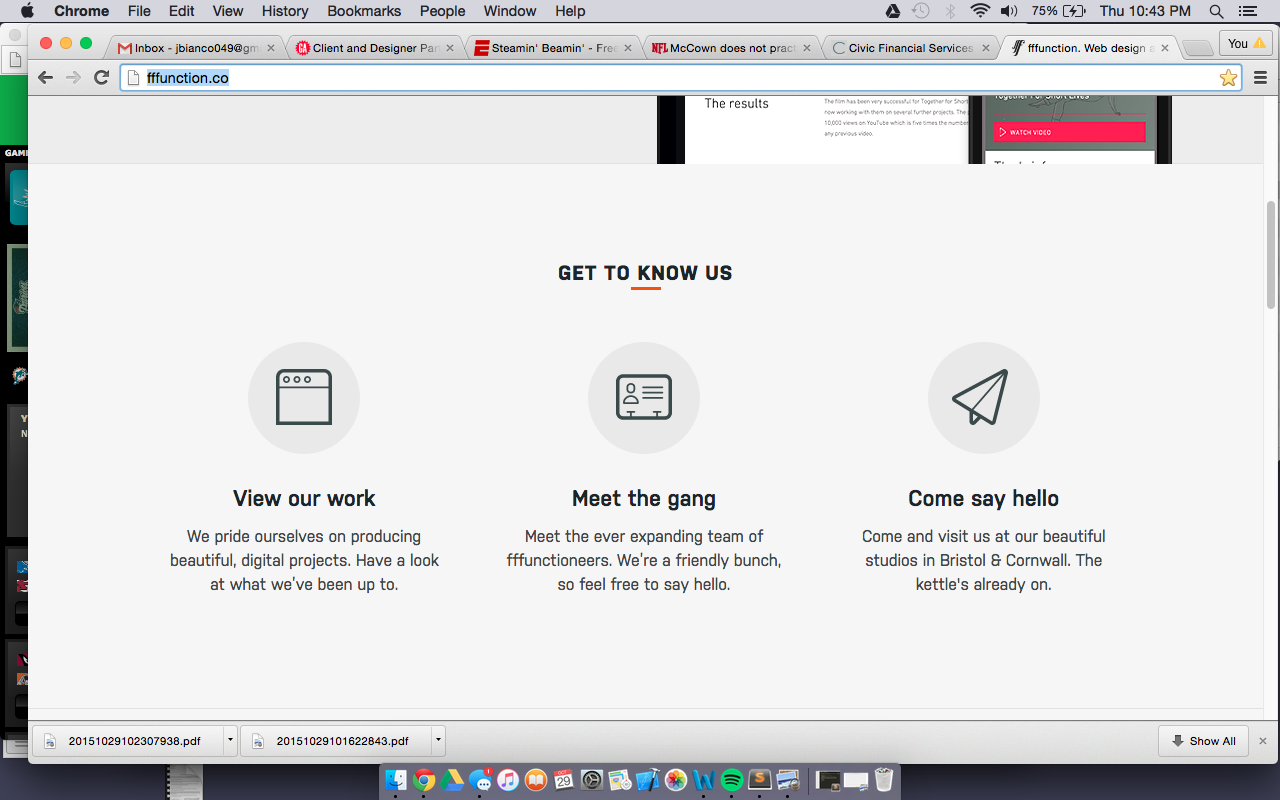 Chrome File Edit View History Bookmarks People Window Help 75% Thu 10:43 PM
Inbox - jbianco049@gm
Client and Designer Par
Steamin' Beamin' - Free
McCown does not pract
Civic Financial Services
fffunction. Web design a
You
fffunction.co
The results
The film has been very successful for Together for Short
now working with them on several further projects. The
10,000 views on YouTube which is five times the number
any previous video.
Together For Short Lives
WATCH VIDEO
GET TO KNOW US
View our work
We pride ourselves on producing
beautiful, digital projects. Have a look
at what we've been up to.
Meet the gang
Meet the ever expanding team of
fffunctioneers. We're a friendly bunch,
so feel free to say hello.
Come say hello
Come and visit us at our beautiful
studios in Bristol & Cornwall. The
kettle's already on.
20151029102307938.pdf
20151029101622843.pdf
Show All
OCT
29